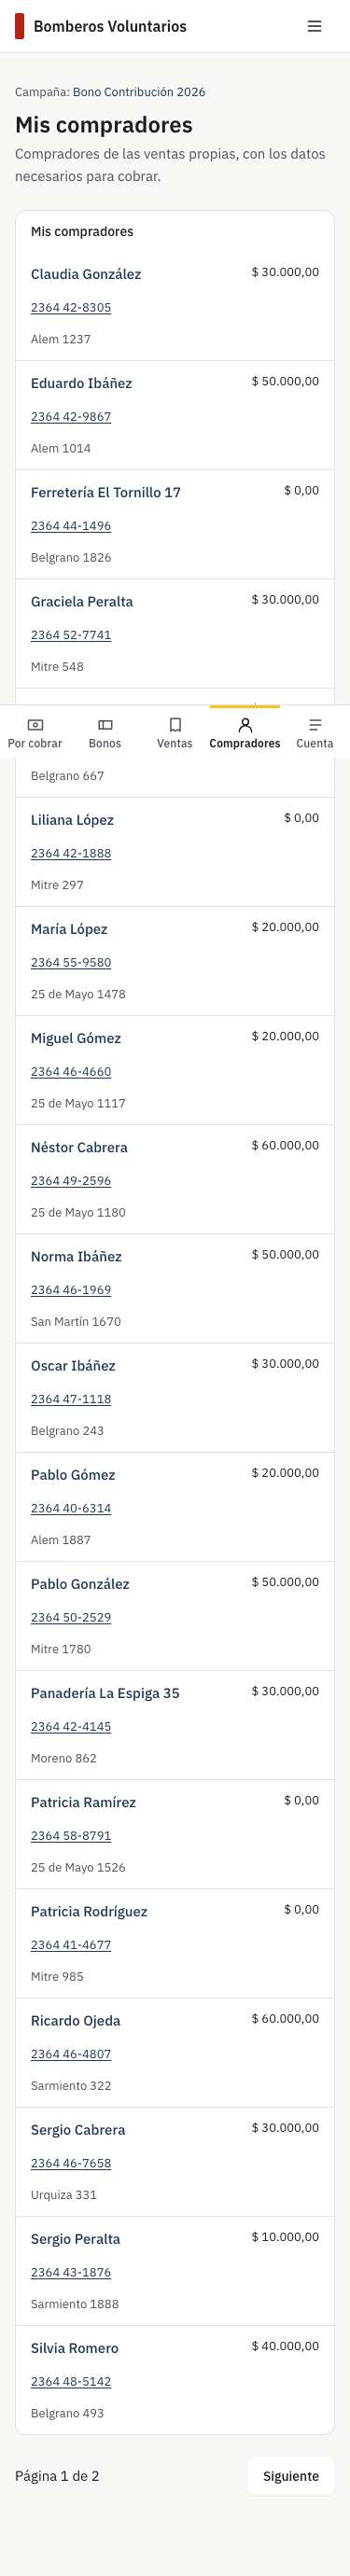 Bomberos Voluntarios
Campaña: Bono Contribución 2026
Mis compradores
Compradores de las ventas propias, con los datos
necesarios para cobrar.
Mis compradores
Claudia González $ 30.000,00
2364 42-8305
Alem 1237
Eduardo Ibáñez $ 50.000,00
2364 42-9867
Alem 1014
Ferretería El Tornillo 17 $ 0,00
2364 44-1496
Belgrano 1826
Graciela Peralta $ 30.000,00
2364 52-7741
Mitre 548
Por cobrar Bonos Ventas Compradores Cuenta
Belgrano 667
Liliana López $ 0,00
2364 42-1888
Mitre 297
María López $ 20.000,00
2364 55-9580
25 de Mayo 1478
Miguel Gómez $ 20.000,00
2364 46-4660
25 de Mayo 1117
Néstor Cabrera $ 60.000,00
2364 49-2596
25 de Mayo 1180
Norma Ibáñez $ 50.000,00
2364 46-1969
San Martín 1670
Oscar Ibáñez $ 30.000,00
2364 47-1118
Belgrano 243
Pablo Gómez $ 20.000,00
2364 40-6314
Alem 1887
Pablo González $ 50.000,00
2364 50-2529
Mitre 1780
Panadería La Espiga 35 $ 30.000,00
2364 42-4145
Moreno 862
Patricia Ramírez $ 0,00
2364 58-8791
25 de Mayo 1526
Patricia Rodríguez $ 0,00
2364 41-4677
Mitre 985
Ricardo Ojeda $ 60.000,00
2364 46-4807
Sarmiento 322
Sergio Cabrera $ 30.000,00
2364 46-7658
Urquiza 331
Sergio Peralta $ 10.000,00
2364 43-1876
Sarmiento 1888
Silvia Romero $ 40.000,00
2364 48-5142
Belgrano 493
Página 1 de 2 Siguiente